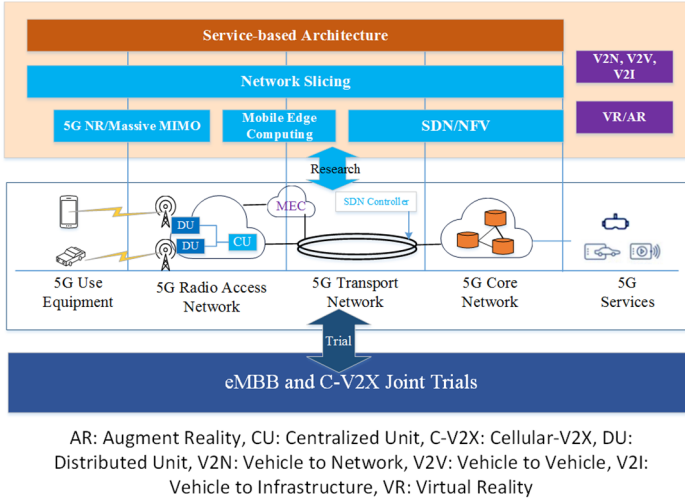 Service-based Architecture
Network Slicing
V2N, V2V,
V2I
5G NR/Massive MIMO
Mobile Edge
Computing
SDN/NFV
VR/AR
Research
MEC
SDN Controller
DU
DU
CU
5G Use
Equipment
5G Radio Access
Network
5G Transport
Network
5G Core
Network
5G
Services
Trial
eMBB and C-V2X Joint Trials
AR: Augment Reality, CU: Centralized Unit, C-V2X: Cellular-V2X, DU:
Distributed Unit, V2N: Vehicle to Network, V2V: Vehicle to Vehicle, V2I:
Vehicle to Infrastructure, VR: Virtual Reality